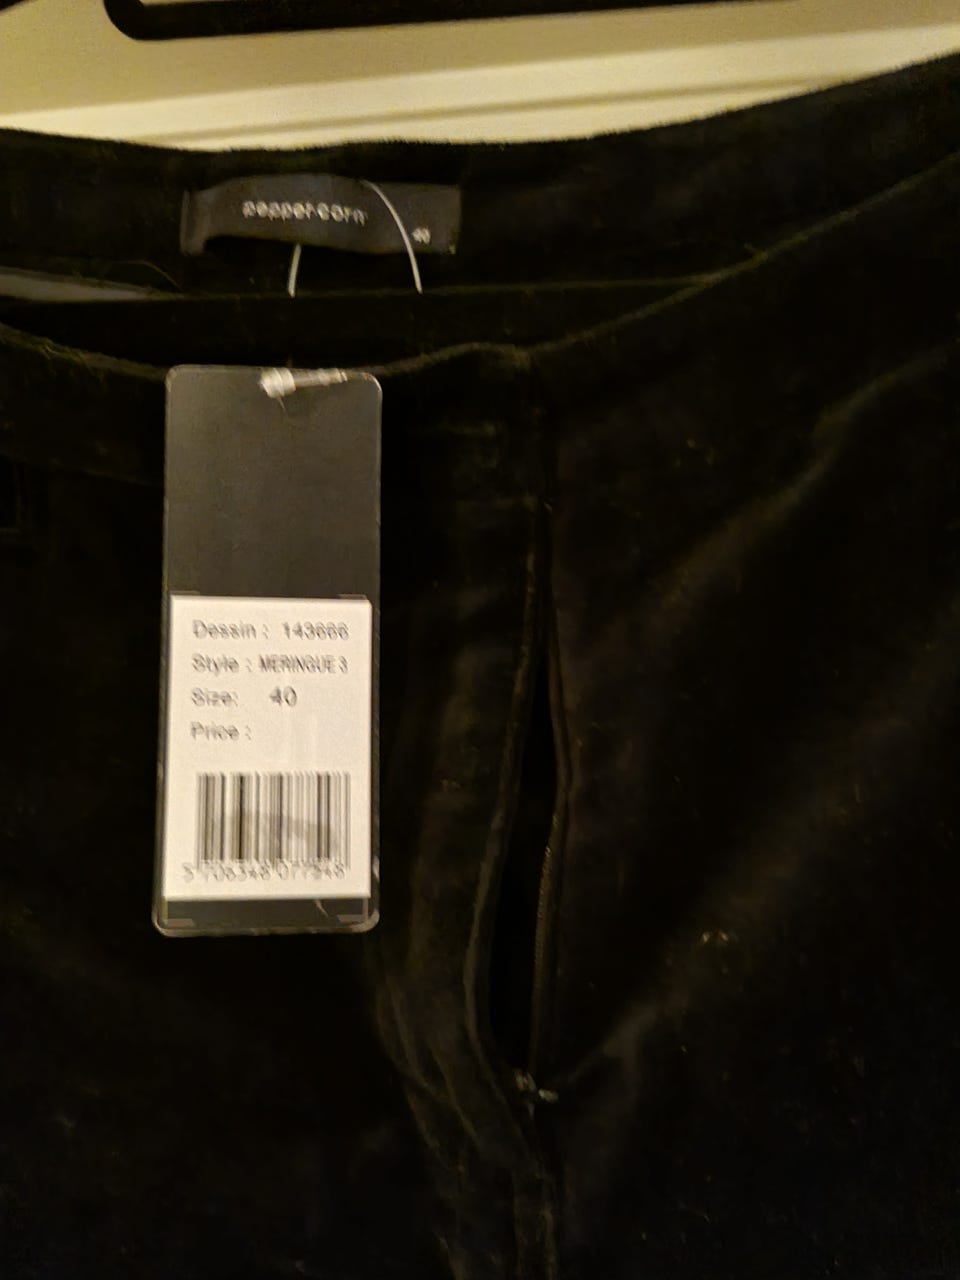 peppercorn
40
Dessin : 143666
Style : MERINGUE 3
Size: 40
Price :